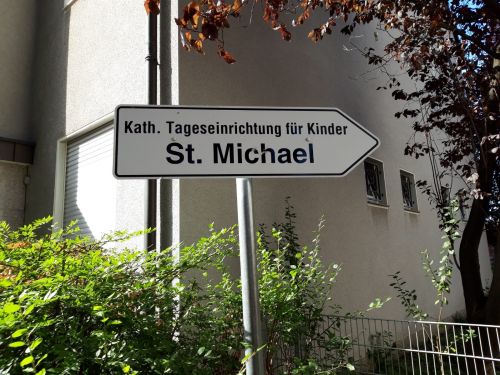 Kath. Tageseinrichtung für Kinder
St. Michael